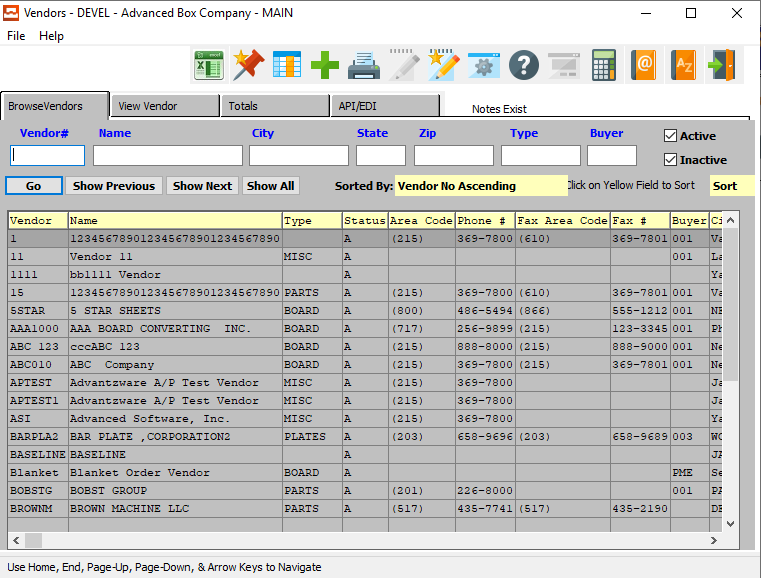 Vendors - DEVEL - Advanced Box Company - MAIN
File Help
BrowseVendors View Vendor Totals API/EDI Notes Exist
Vendor# Name City State Zip Type Buyer Active
Inactive
Go Show Previous Show Next Show All Sorted By: Vendor No Ascending Click on Yellow Field to Sort Sort
Vendor Name Type Status Area Code Phone # Fax Area Code Fax # Buyer Ci
1 123456789012345678901234567890 A (215) 369-7800 (610) 369-7801 001 Va
11 Vendor 11 MISC A 001 La
1111 bb1111 Vendor A Ya
15 123456789012345678901234567890 PARTS A (215) 369-7800 (610) 369-7801 001 Va
5STAR 5 STAR SHEETS BOARD A (800) 486-5494 (866) 555-1212 001 NE
AAA1000 AAA BOARD CONVERTING INC. BOARD A (717) 256-9899 (215) 123-3345 001 Ph
ABC 123 cccABC 123 BOARD A (215) 888-8000 (215) 888-9000 001 Ne
ABC010 ABC Company BOARD A (215) 369-7800 (215) 369-7801 001 Ne
APTEST Advantzware A/P Test Vendor MISC A (215) 369-7800 Ja
APTEST1 Advantzware A/P Test Vendor MISC A (215) 369-7800 Ja
ASI Advanced Software, Inc. MISC A (215) 369-7800 Ya
BARPLA2 BAR PLATE ,CORPORATION2 PLATES A (203) 658-9696 (203) 658-9689 003 WO
BASELINE BASELINE A JA
Blanket Blanket Order Vendor BOARD A PME Se
BOBSTG BOBST GROUP PARTS A (201) 226-8000 001 PA
BROWNM BROWN MACHINE LLC PARTS A (517) 435-7741 (517) 435-2190 DE
Use Home, End, Page-Up, Page-Down, & Arrow Keys to Navigate